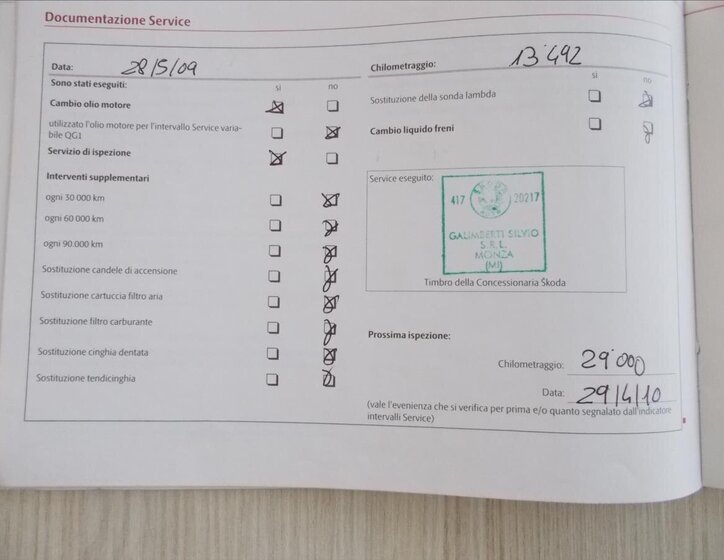 Documentazione Service
Data: 28/5/09
Sono stati eseguiti: sì no
Cambio olio motore
utilizzato l'olio motore per l'intervallo Service varia-
bile QG1
Servizio di ispezione
Interventi supplementari
ogni 30 000 km
ogni 60 000 km
ogni 90.000 km
Sostituzione candele di accensione
Sostituzione cartuccia filtro aria
Sostituzione filtro carburante
Sostituzione cinghia dentata
Sostituzione tendicinghia
Chilometraggio: 13'492
sì no
Sostituzione della sonda lambda
Cambio liquido freni
Service eseguito:
417 20217
GALIMBERTI SILVIO
S.R.L.
MONZA
(MI)
Timbro della Concessionaria Škoda
Prossima ispezione:
Chilometraggio: 29'000
Data: 29/4/10
(vale l'evenienza che si verifica per prima e/o quanto segnalato dall'indicatore
intervalli Service)